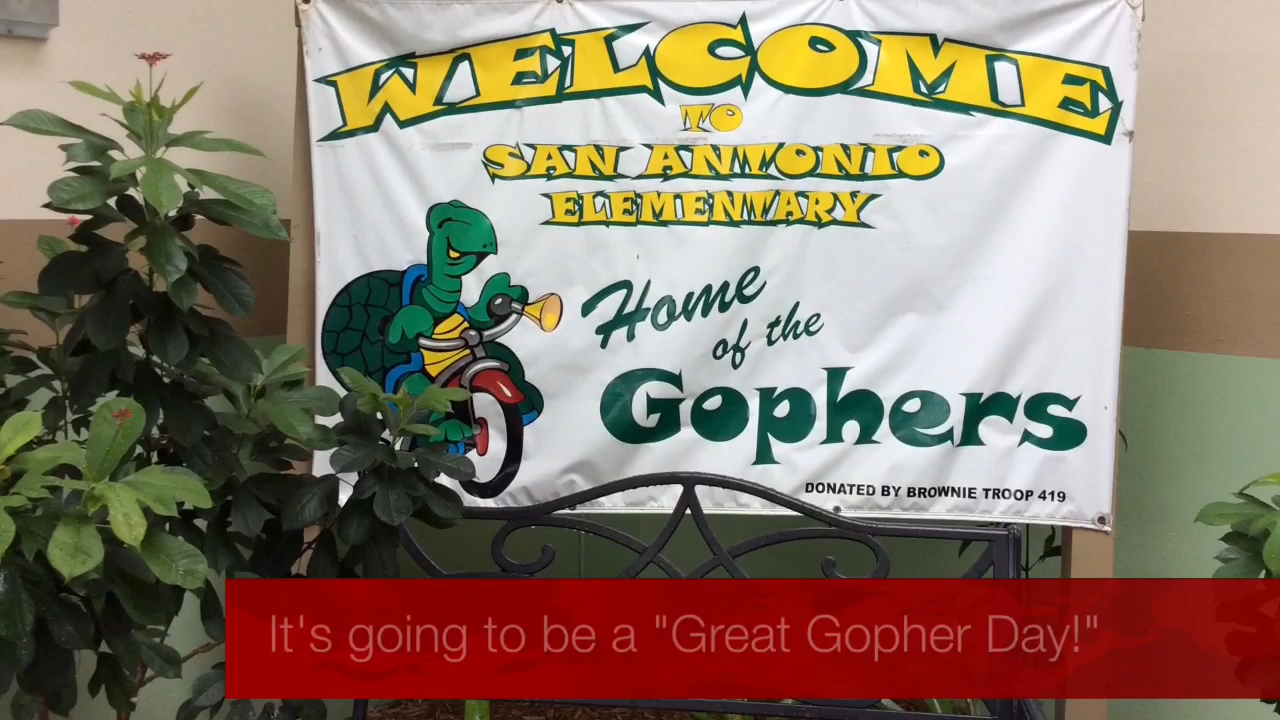 WELCOME
TO
SAN ANTONIO
ELEMENTARY
Home
of the
Gophers
DONATED BY BROWNIE TROOP 419
It's going to be a "Great Gopher Day!"